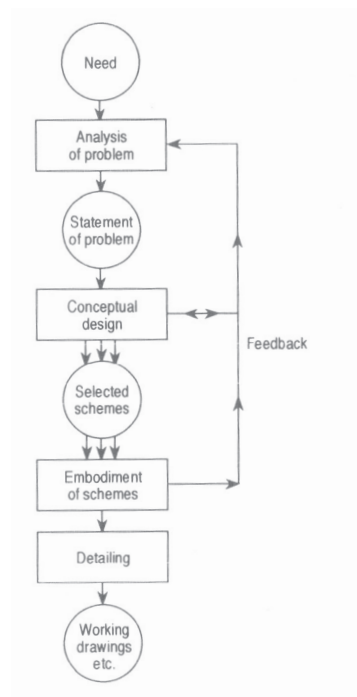 Need
Analysis
of problem
Statement
of problem
Conceptual
design
Feedback
Selected
schemes
Embodiment
of schemes
Detailing
Working
drawings
etc.